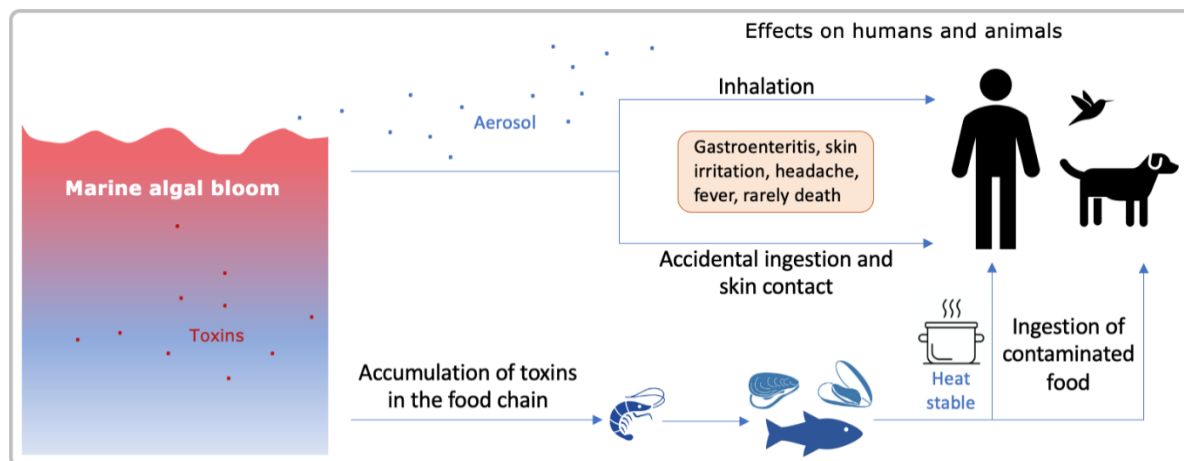 Effects on humans and animals
Inhalation
Aerosol
Gastroenteritis, skin
irritation, headache,
fever, rarely death
Marine algal bloom
Accidental ingestion and
skin contact
Toxins
Accumulation of toxins
in the food chain
Heat
stable
Ingestion of
contaminated
food